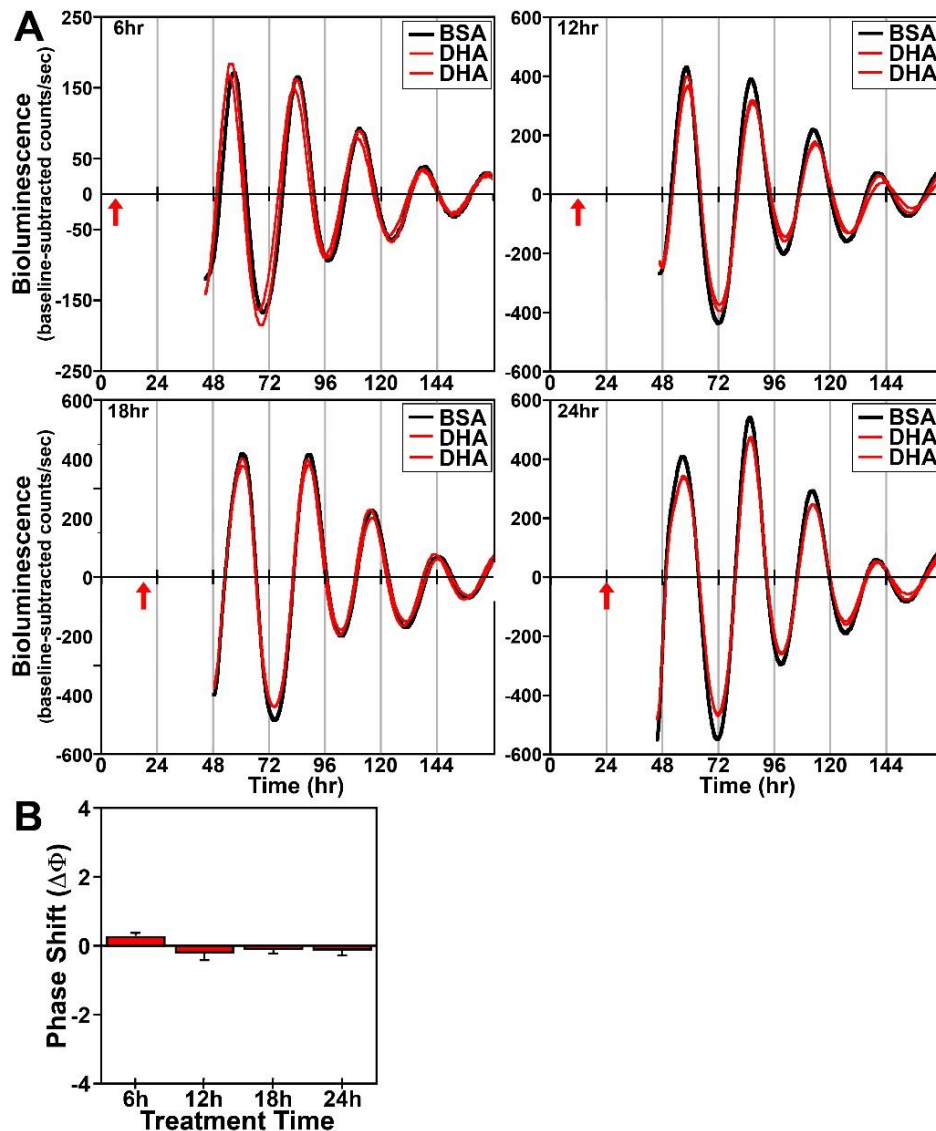 A
6hr
BSA
DHA
DHA
Bioluminescence
(baseline-subtracted counts/sec)
250
150
50
0
-50
-150
-250
0 24 48 72 96 120 144
12hr
BSA
DHA
DHA
600
400
200
0
-200
-400
-600
0 24 48 72 96 120 144
18hr
BSA
DHA
DHA
Bioluminescence
(baseline-subtracted counts/sec)
600
400
200
0
-200
-400
-600
0 24 48 72 96 120 144
Time (hr)
24hr
BSA
DHA
DHA
600
400
200
0
-200
-400
-600
0 24 48 72 96 120 144
Time (hr)
B
Phase Shift (ΔΦ)
4
2
0
-2
-4
6h 12h 18h 24h
Treatment Time